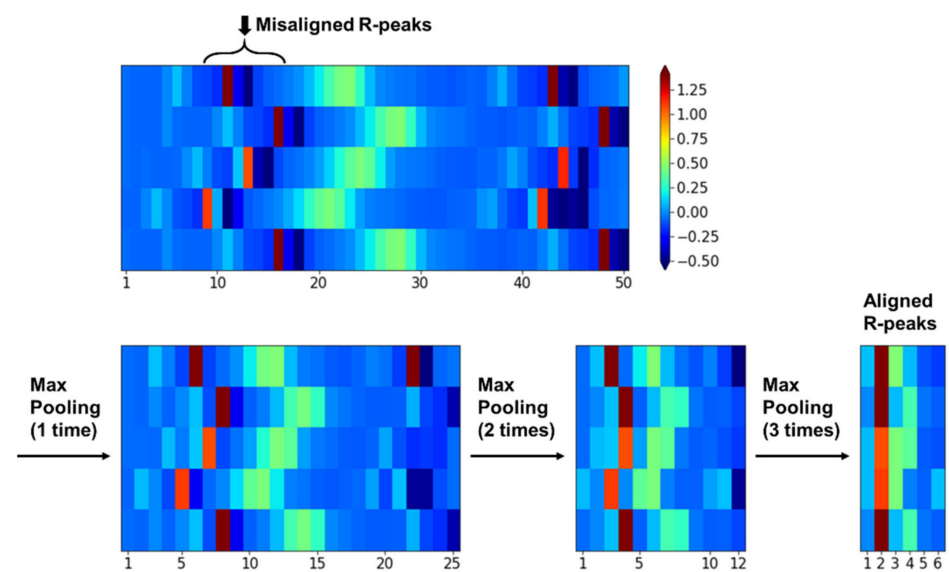 Misaligned R-peaks
1.25
1.00
0.75
0.50
0.25
0.00
−0.25
−0.50
1 10 20 30 40 50
Aligned
R-peaks
Max
Pooling
(1 time)
Max
Pooling
(2 times)
Max
Pooling
(3 times)
1 5 10 15 20 25
1 5 10 12
1 2 3 4 5 6